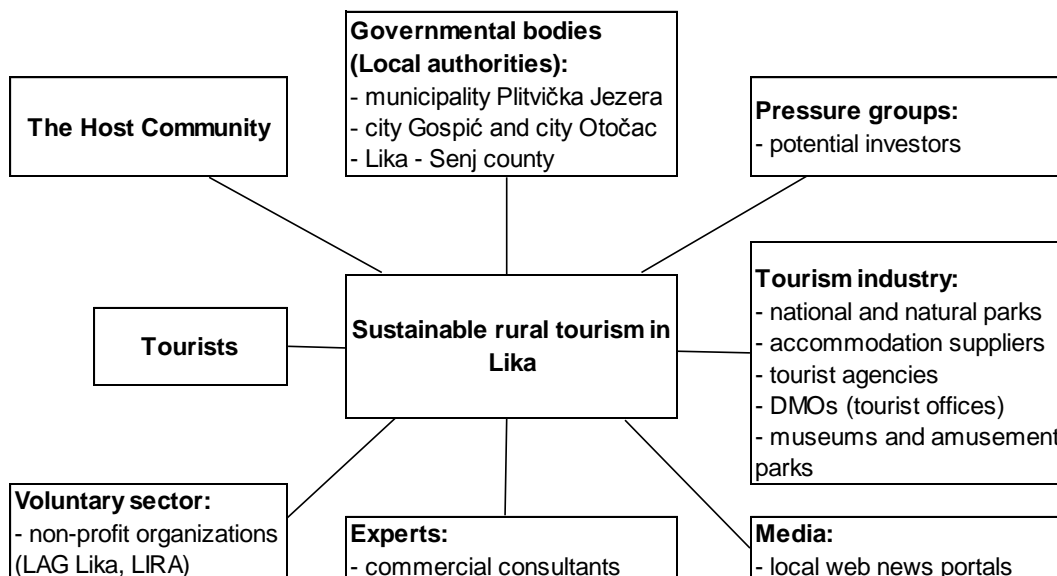 Governmental bodies
(Local authorities):
- municipality Plitvička Jezera
- city Gospić and city Otočac
- Lika - Senj county
The Host Community
Pressure groups:
- potential investors
Tourism industry:
- national and natural parks
- accommodation suppliers
- tourist agencies
- DMOs (tourist offices)
- museums and amusement
parks
Sustainable rural tourism in
Lika
Tourists
Voluntary sector:
- non-profit organizations
(LAG Lika, LIRA)
Experts:
- commercial consultants
Media:
- local web news portals